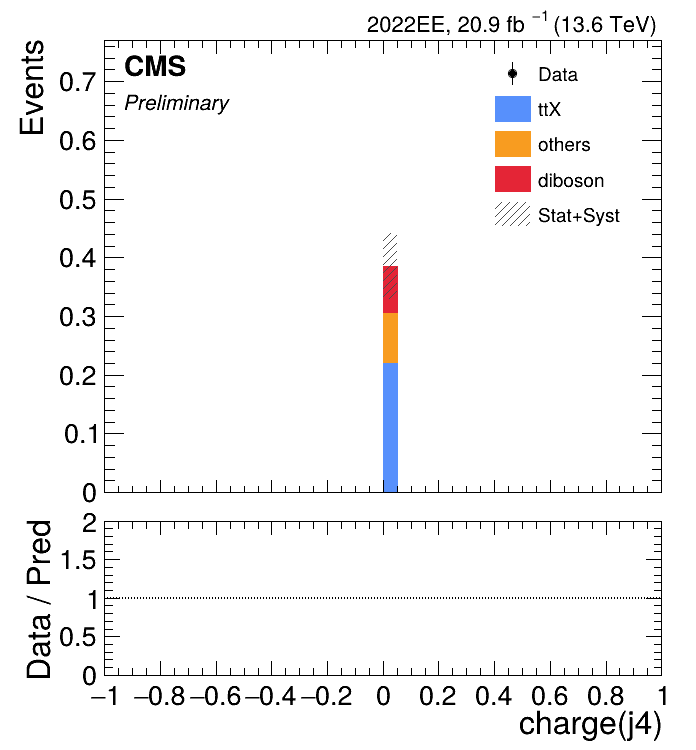 2022EE, 20.9 fb −1 (13.6 TeV)
Events
CMS
Preliminary
Data
ttX
others
diboson
Stat+Syst
0.7
0.6
0.5
0.4
0.3
0.2
0.1
0
Data / Pred
2
1.5
1
0.5
0
−1 −0.8 −0.6 −0.4 −0.2 0 0.2 0.4 0.6 0.8 1
charge(j4)